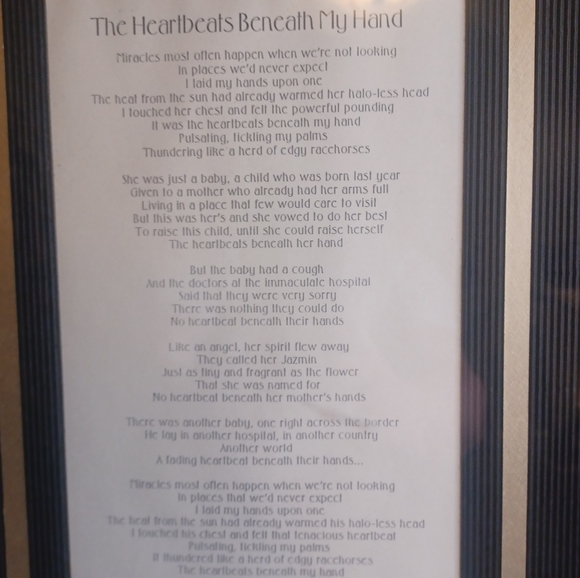 The Heartbeats Beneath My Hand
Miracles most often happen when we're not looking
In places we'd never expect
I laid my hands upon one
The heat from the sun had already warmed her halo-less head
I touched her chest and felt the powerful pounding
It was the heartbeats beneath my hand
Pulsating, tickling my palms
Thundering like a herd of edgy racehorses
She was just a baby, a child who was born last year
Given to a mother who already had her arms full
Living in a place that few would care to visit
But this was her's and she vowed to do her best
To raise this child, until she could raise herself
The heartbeats beneath her hand
But the baby had a cough
And the doctors at the immaculate hospital
Said that they were very sorry
There was nothing they could do
No heartbeat beneath their hands
Like an angel, her spirit flew away
They called her Jazmin
Just as tiny and fragrant as the flower
That she was named for
No heartbeat beneath her mother's hands
There was another baby, one right across the border
He lay in another hospital, in another country
Another world
A fading heartbeat beneath their hands...
Miracles most often happen when we're not looking
In places that we'd never expect
I laid my hands upon one
The heat from the sun had already warmed his halo-less head
I touched his chest and felt that tenacious heartbeat
Pulsating, tickling my palms
It thundered like a herd of edgy racehorses
The heartbeats beneath my hand